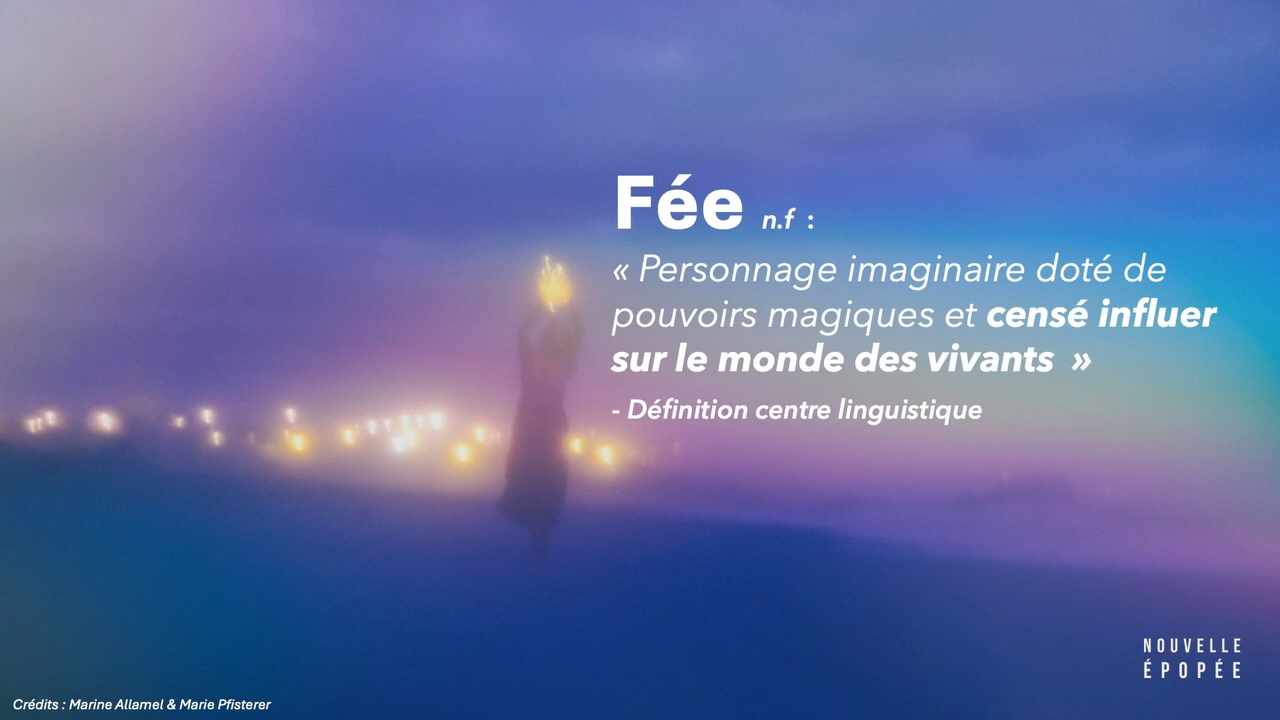 Fée n.f :
« Personnage imaginaire doté de
pouvoirs magiques et censé influer
sur le monde des vivants »
- Définition centre linguistique
NOUVELLE
ÉPOPÉE
Crédits : Marine Allamel & Marie Pfisterer